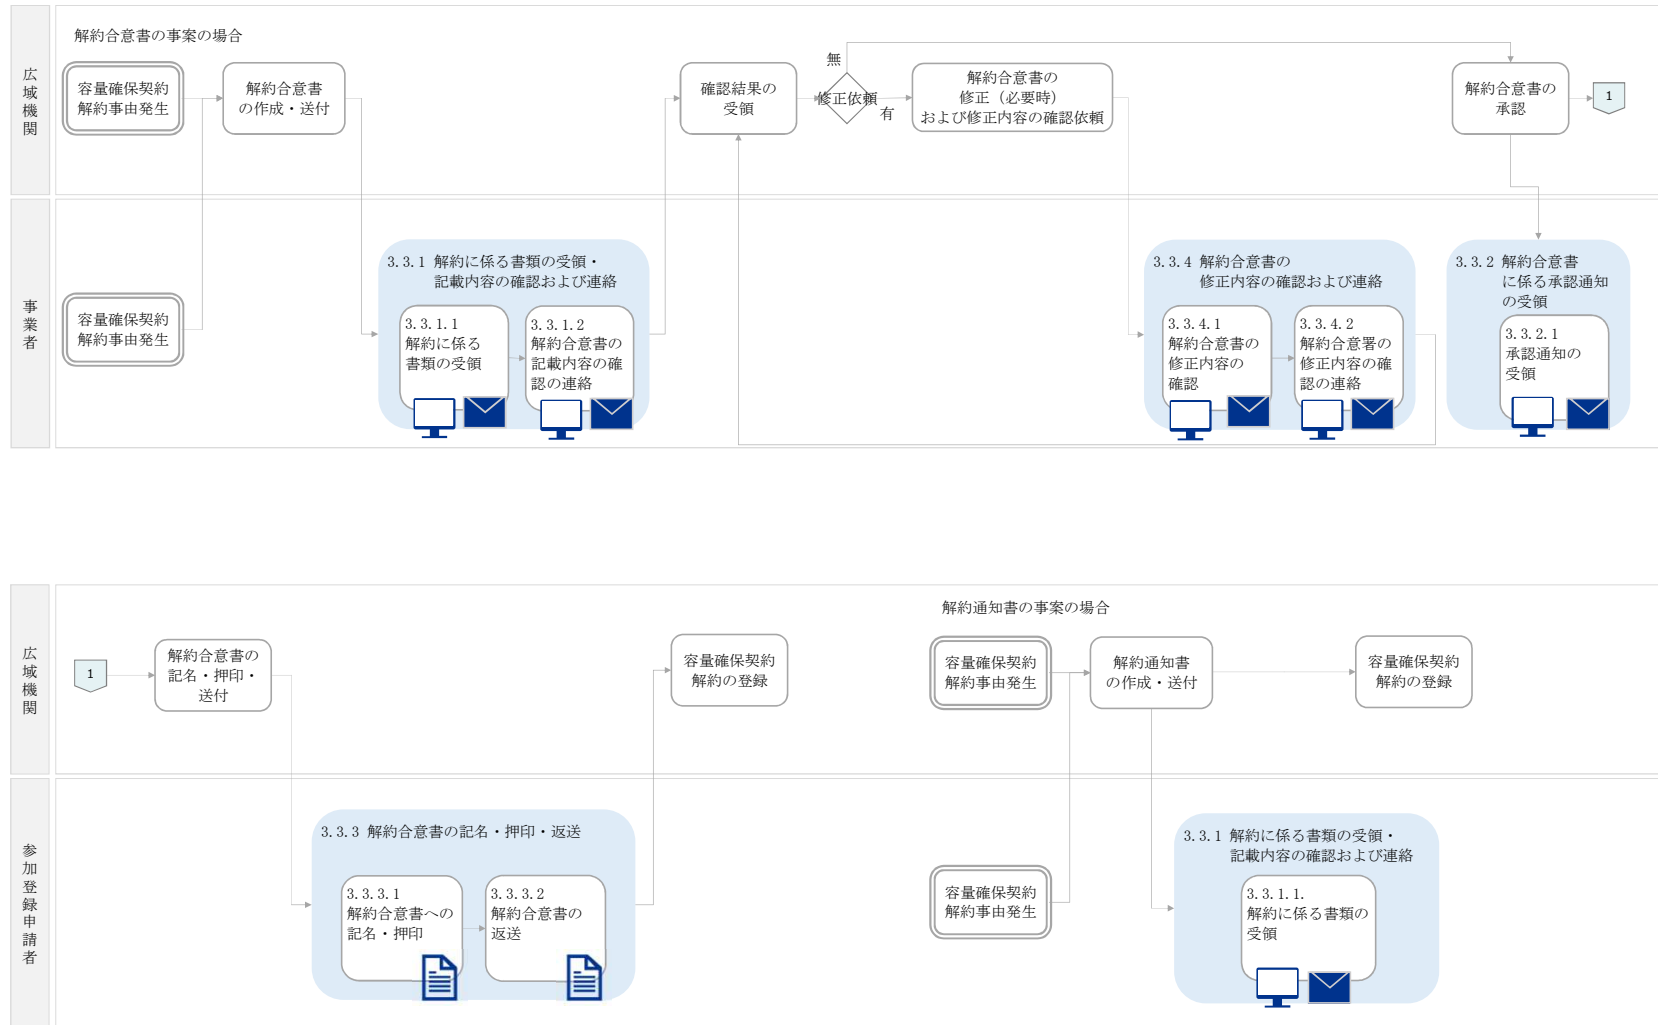 広域機関
解約合意書の事案の場合
容量確保契約
解約事由発生
解約合意書
の作成・送付
確認結果の
受領
無
修正依頼
有
解約合意書の
修正（必要時）
および修正内容の確認依頼
解約合意書の
承認
1
事業者
容量確保契約
解約事由発生
3.3.1 解約に係る書類の受領・
記載内容の確認および連絡
3.3.1.1
解約に係る
書類の受領
3.3.1.2
解約合意書の
記載内容の確
認の連絡
3.3.4 解約合意書の
修正内容の確認および連絡
3.3.4.1
解約合意書の
修正内容の
確認
3.3.4.2
解約合意署の
修正内容の確
認の連絡
3.3.2 解約合意書
に係る承認通知
の受領
3.3.2.1
承認通知の
受領
広域機関
1
解約合意書の
記名・押印・
送付
容量確保契約
解約の登録
解約通知書の事案の場合
容量確保契約
解約事由発生
解約通知書
の作成・送付
容量確保契約
解約の登録
参加登録申請者
3.3.3 解約合意書の記名・押印・返送
3.3.3.1
解約合意書への
記名・押印
3.3.3.2
解約合意書の
返送
容量確保契約
解約事由発生
3.3.1 解約に係る書類の受領・
記載内容の確認および連絡
3.3.1.1.
解約に係る書類の
受領